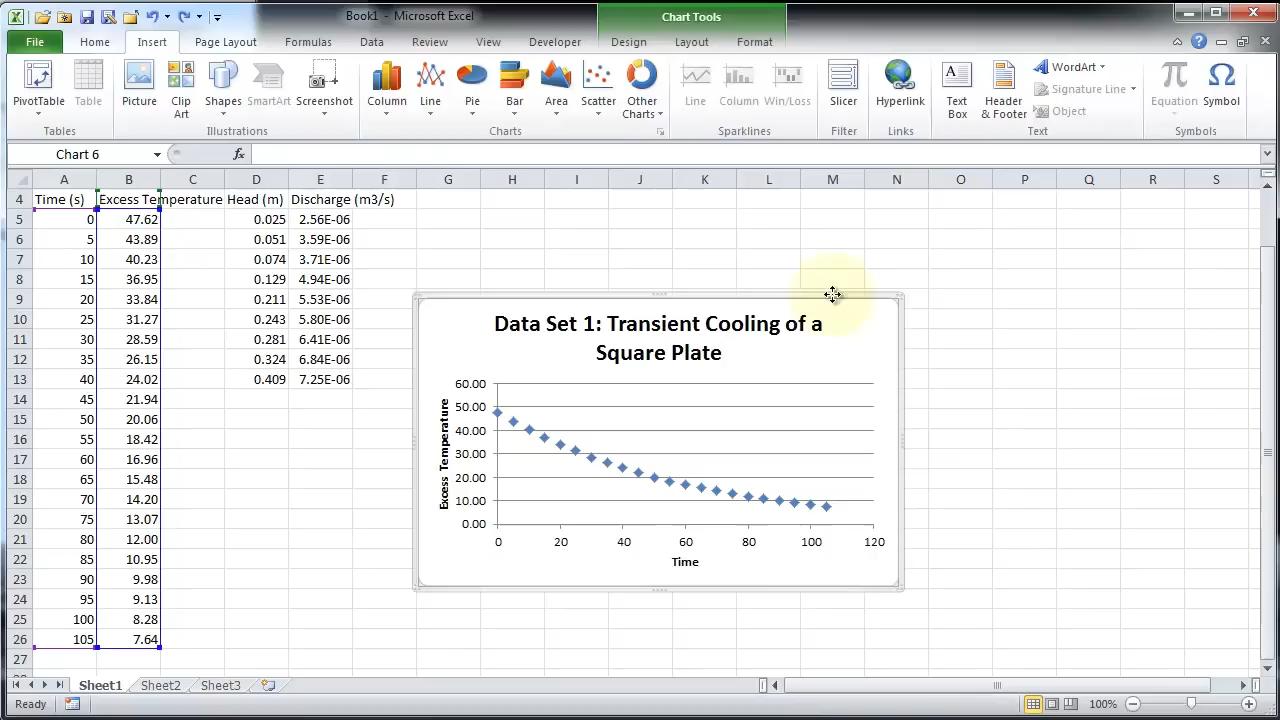 Book1 - Microsoft Excel
Chart Tools
File Home Insert Page Layout Formulas Data Review View Developer Design Layout Format
PivotTable Table Picture Clip Art Shapes SmartArt Screenshot Column Line Pie Bar Area Scatter Other Charts Line Column Win/Loss Slicer Hyperlink Text Box Header & Footer WordArt Signature Line Object Equation Symbol
Tables Illustrations Charts Sparklines Filter Links Text Symbols
Chart 6 fx
A B C D E F G H I J K L M N O P Q R S
4 Time (s) Excess Temperature Head (m) Discharge (m3/s)
5 0 47.62 0.025 2.56E-06
6 5 43.89 0.051 3.59E-06
7 10 40.23 0.074 3.71E-06
8 15 36.95 0.129 4.94E-06
9 20 33.84 0.211 5.53E-06
10 25 31.27 0.243 5.80E-06
11 30 28.59 0.281 6.41E-06
12 35 26.15 0.324 6.84E-06
13 40 24.02 0.409 7.25E-06
14 45 21.94
15 50 20.06
16 55 18.42
17 60 16.96
18 65 15.48
19 70 14.20
20 75 13.07
21 80 12.00
22 85 10.95
23 90 9.98
24 95 9.13
25 100 8.28
26 105 7.64
27
Data Set 1: Transient Cooling of a
Square Plate
60.00
50.00
40.00
30.00
20.00
10.00
0.00
Excess Temperature
0 20 40 60 80 100 120
Time
Sheet1 Sheet2 Sheet3
Ready 100%